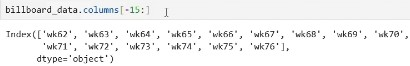 billboard_data.columns[-15:]
Index(['wk62', 'wk63', 'wk64', 'wk65', 'wk66', 'wk67', 'wk68', 'wk69', 'wk70',
'wk71', 'wk72', 'wk73', 'wk74', 'wk75', 'wk76'],
dtype='object')